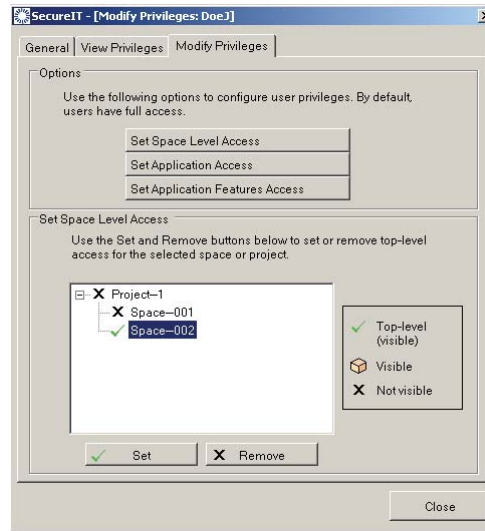 SecureIT - [Modify Privileges: DoeJ]
General View Privileges Modify Privileges
Options
Use the following options to configure user privileges. By default,
users have full access.
Set Space Level Access
Set Application Access
Set Application Features Access
Set Space Level Access
Use the Set and Remove buttons below to set or remove top-level
access for the selected space or project.
Project–1
Space–001
Space–002
Top-level
(visible)
Visible
Not visible
Set
Remove
Close